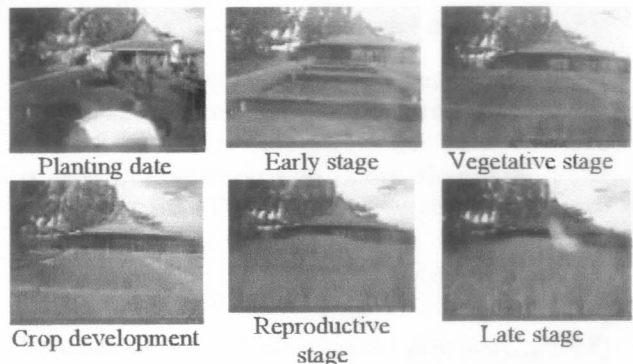 Planting date
Early stage
Vegetative stage
Crop development
Reproductive
stage
Late stage